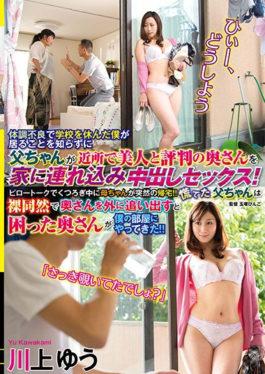 ひぃー、
どうしよう
体調不良で学校を休んだ僕が
居ることを知らずに
父ちゃんが近所で美人と評判の奥さんを
家に連れ込み中出しセックス!
ピロートークでくつろぎ中に母ちゃんが突然の帰宅!!慌てた父ちゃんは
裸同然で奥さんを外に追い出すと
困った奥さんが僕の部屋に
やってきた!!
「さっき覗いてたでしょ?」
Yu Kawakami
川上ゆう